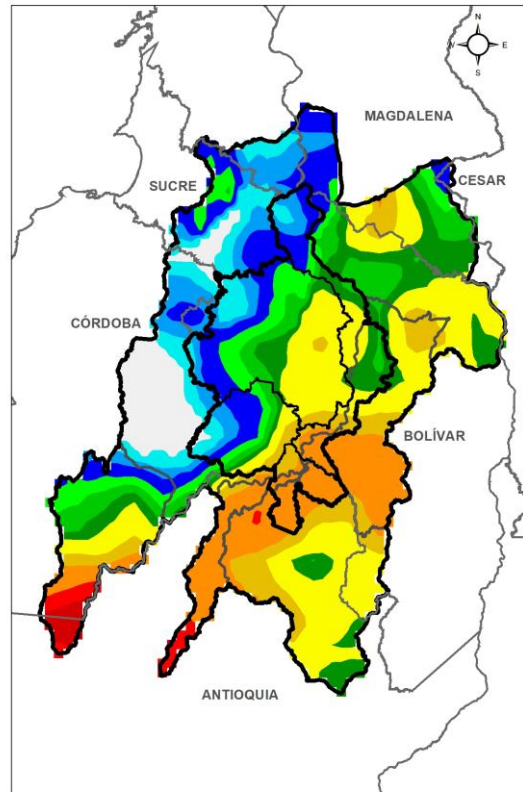 N
W E
S
MAGDALENA
CESAR
SUCRE
CÓRDOBA
BOLÍVAR
ANTIOQUIA